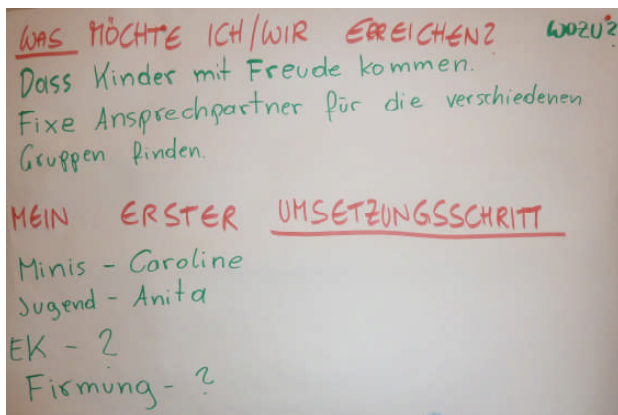 WAS MÖCHTE ICH/WIR ERREICHEN? WOZU?
Dass Kinder mit Freude kommen.
Fixe Ansprechpartner für die verschiedenen
Gruppen finden.
MEIN ERSTER UMSETZUNGSSCHRITT
Minis - Caroline
Jugend - Anita
EK - ?
Firmung - ?